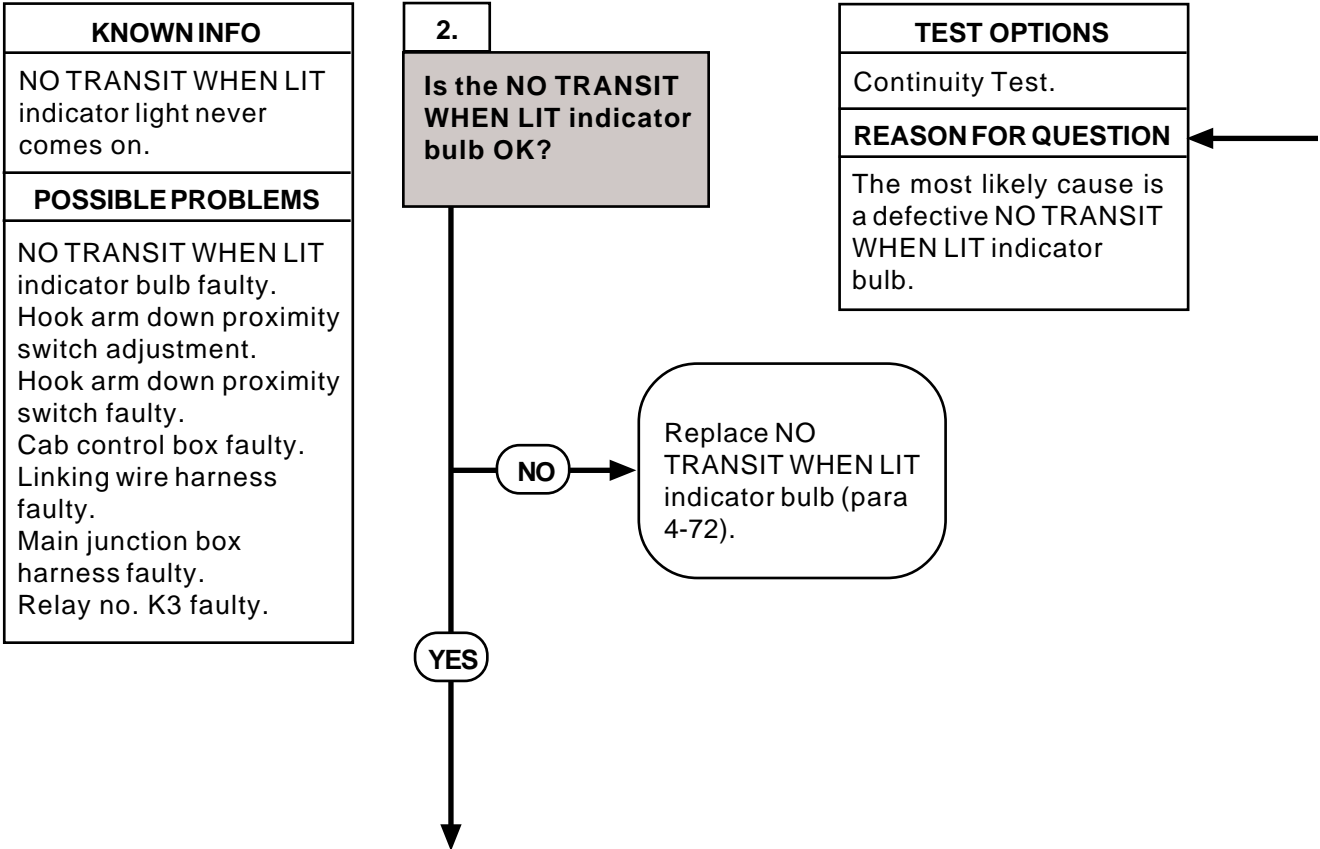 KNOWN INFO
NO TRANSIT WHEN LIT
indicator light never
comes on.
POSSIBLE PROBLEMS
NO TRANSIT WHEN LIT
indicator bulb faulty.
Hook arm down proximity
switch adjustment.
Hook arm down proximity
switch faulty.
Cab control box faulty.
Linking wire harness
faulty.
Main junction box
harness faulty.
Relay no. K3 faulty.
2.
Is the NO TRANSIT
WHEN LIT indicator
bulb OK?
NO
Replace NO
TRANSIT WHEN LIT
indicator bulb (para
4-72).
YES
TEST OPTIONS
Continuity Test.
REASON FOR QUESTION
The most likely cause is
a defective NO TRANSIT
WHEN LIT indicator
bulb.